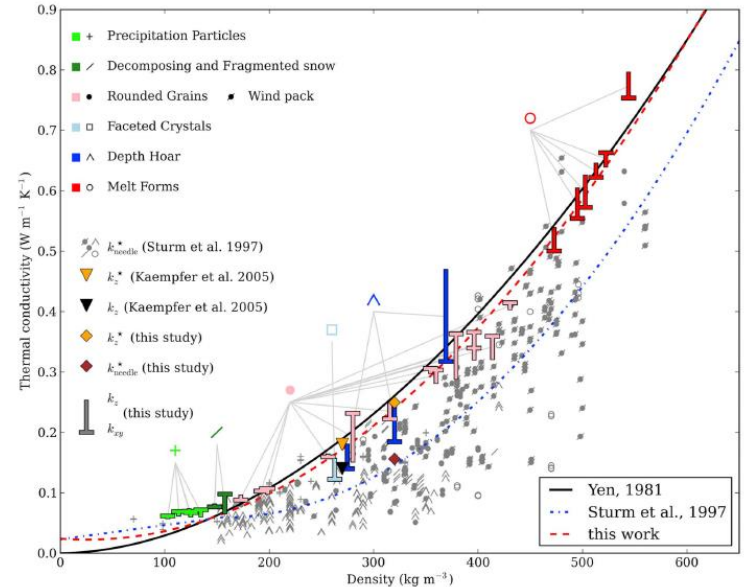 0.9
0.8
0.7
0.6
0.5
0.4
0.3
0.2
0.1
0.0
Thermal conductivity (W m⁻¹ K⁻¹)
Precipitation Particles
Decomposing and Fragmented snow
Rounded Grains
Wind pack
Faceted Crystals
Depth Hoar
Melt Forms
k*needle (Sturm et al. 1997)
kz* (Kaempfer et al. 2005)
kz (Kaempfer et al. 2005)
kz* (this study)
k*needle (this study)
kz
(this study)
kxy
Yen, 1981
Sturm et al., 1997
this work
0 100 200 300 400 500 600
Density (kg m⁻³)